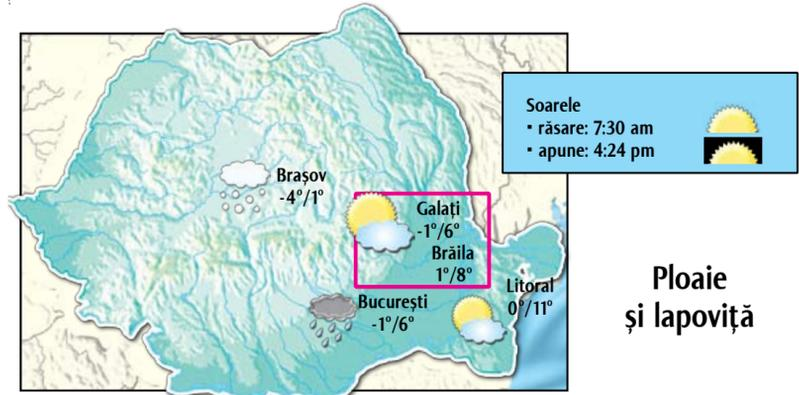 Soarele
▪ răsare: 7:30 am
▪ apune: 4:24 pm
Brașov
-4°/1°
Galați
-1°/6°
Brăila
1°/8°
Litoral
0°/11°
București
-1°/6°
Ploaie
și lapoviță